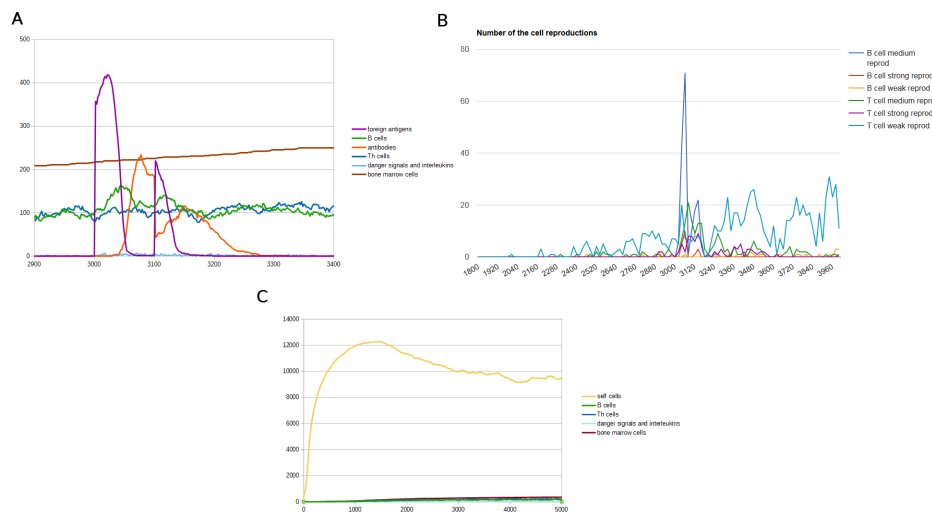 A
500
400
300
200
100
0
2900
3000
3100
3200
3300
3400
foreign antigens
B cells
antibodies
Th cells
danger signals and interleukins
bone marrow cells
B
Number of the cell reproductions
80
60
40
20
0
1800
1920
2040
2160
2280
2400
2520
2640
2760
2880
3000
3120
3240
3360
3480
3600
3720
3840
3960
B cell medium
reprod
B cell strong reprod
B cell weak reprod
T cell medium repr
T cell strong reprod
T cell weak reprod
C
14000
12000
10000
8000
6000
4000
2000
0
0
1000
2000
3000
4000
5000
self cells
B cells
Th cells
danger signals and interleukins
bone marrow cells